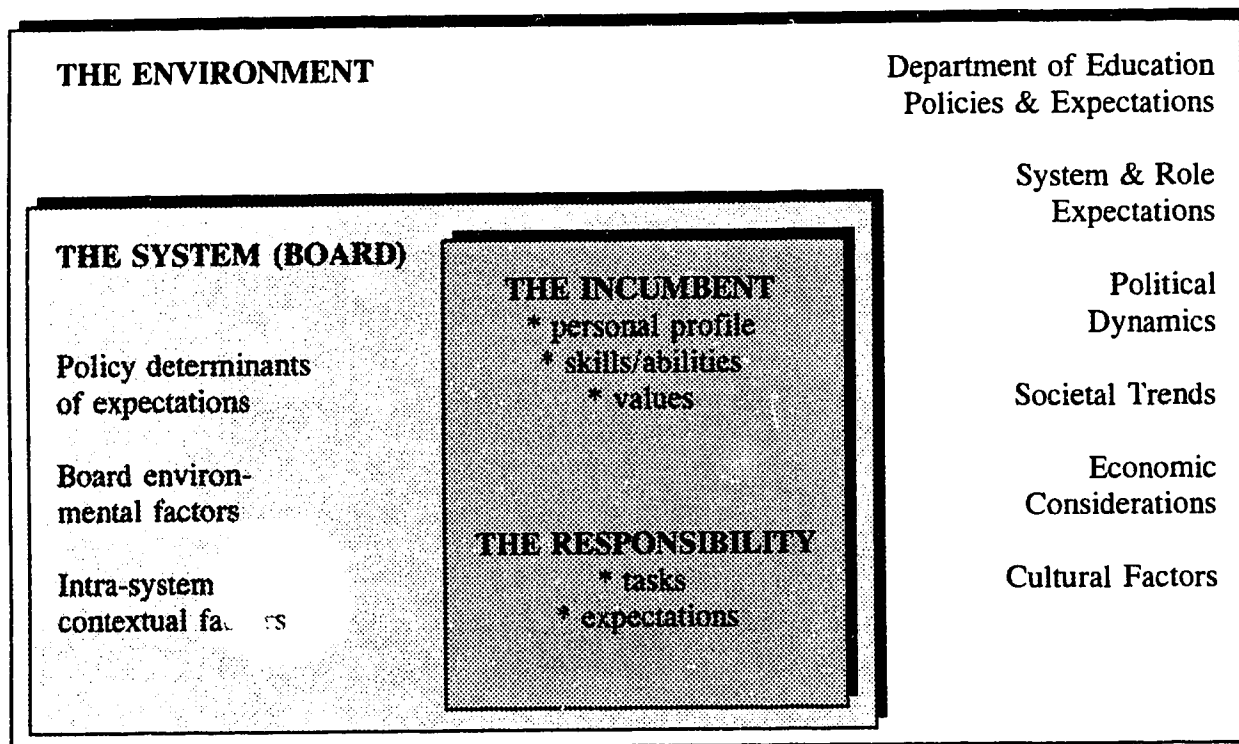 THE ENVIRONMENT
Department of Education
Policies & Expectations
System & Role
Expectations
Political
Dynamics
Societal Trends
Economic
Considerations
Cultural Factors
THE SYSTEM (BOARD)
Policy determinants
of expectations
Board environ-
mental factors
Intra-system
contextual
THE INCUMBENT
* personal profile
* skills/abilities
* values
THE RESPONSIBILITY
* tasks
* expectations